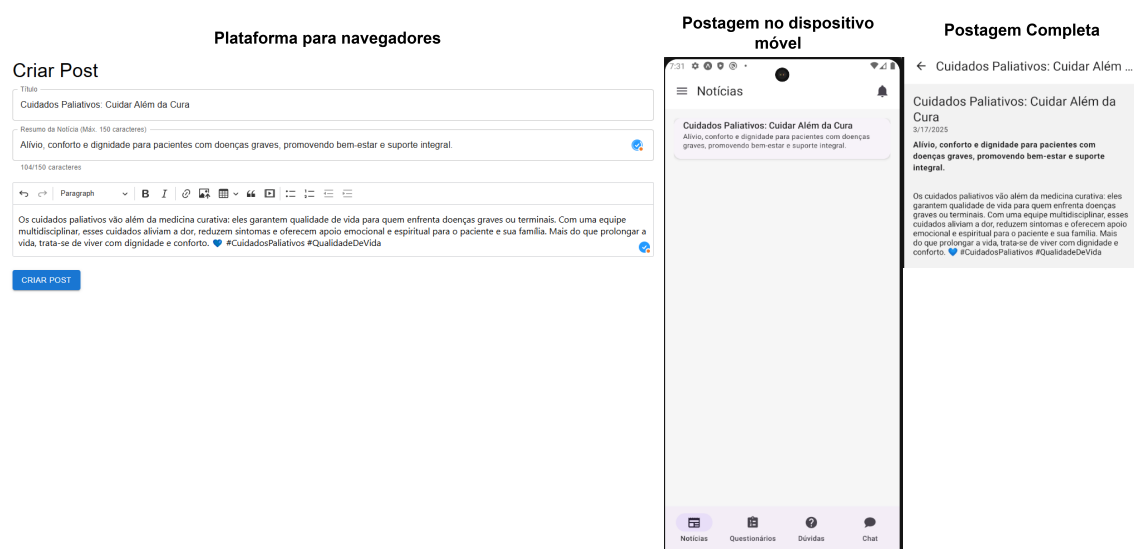 Plataforma para navegadores
Criar Post
Título
Cuidados Paliativos: Cuidar Além da Cura
Resumo da Notícia (Máx. 150 caracteres)
Alívio, conforto e dignidade para pacientes com doenças graves, promovendo bem-estar e suporte integral.
104/150 caracteres
Paragraph
B I
Os cuidados paliativos vão além da medicina curativa: eles garantem qualidade de vida para quem enfrenta doenças graves ou terminais. Com uma equipe
multidisciplinar, esses cuidados aliviam a dor, reduzem sintomas e oferecem apoio emocional e espiritual para o paciente e sua família. Mais do que prolongar a
vida, trata-se de viver com dignidade e conforto. 💙 #CuidadosPaliativos #QualidadeDeVida
CRIAR POST
Postagem no dispositivo
móvel
7:31
Notícias
Cuidados Paliativos: Cuidar Além da Cura
Alívio, conforto e dignidade para pacientes com doenças
graves, promovendo bem-estar e suporte integral.
Notícias
Questionários
Dúvidas
Chat
Postagem Completa
Cuidados Paliativos: Cuidar Além ...
Cuidados Paliativos: Cuidar Além da
Cura
3/17/2025
Alívio, conforto e dignidade para pacientes com
doenças graves, promovendo bem-estar e suporte
integral.
Os cuidados paliativos vão além da medicina curativa: eles
garantem qualidade de vida para quem enfrenta doenças
graves ou terminais. Com uma equipe multidisciplinar, esses
cuidados aliviam a dor, reduzem sintomas e oferecem apoio
emocional e espiritual para o paciente e sua família. Mais
do que prolongar a vida, trata-se de viver com dignidade e
conforto. 💙 #CuidadosPaliativos #QualidadeDeVida